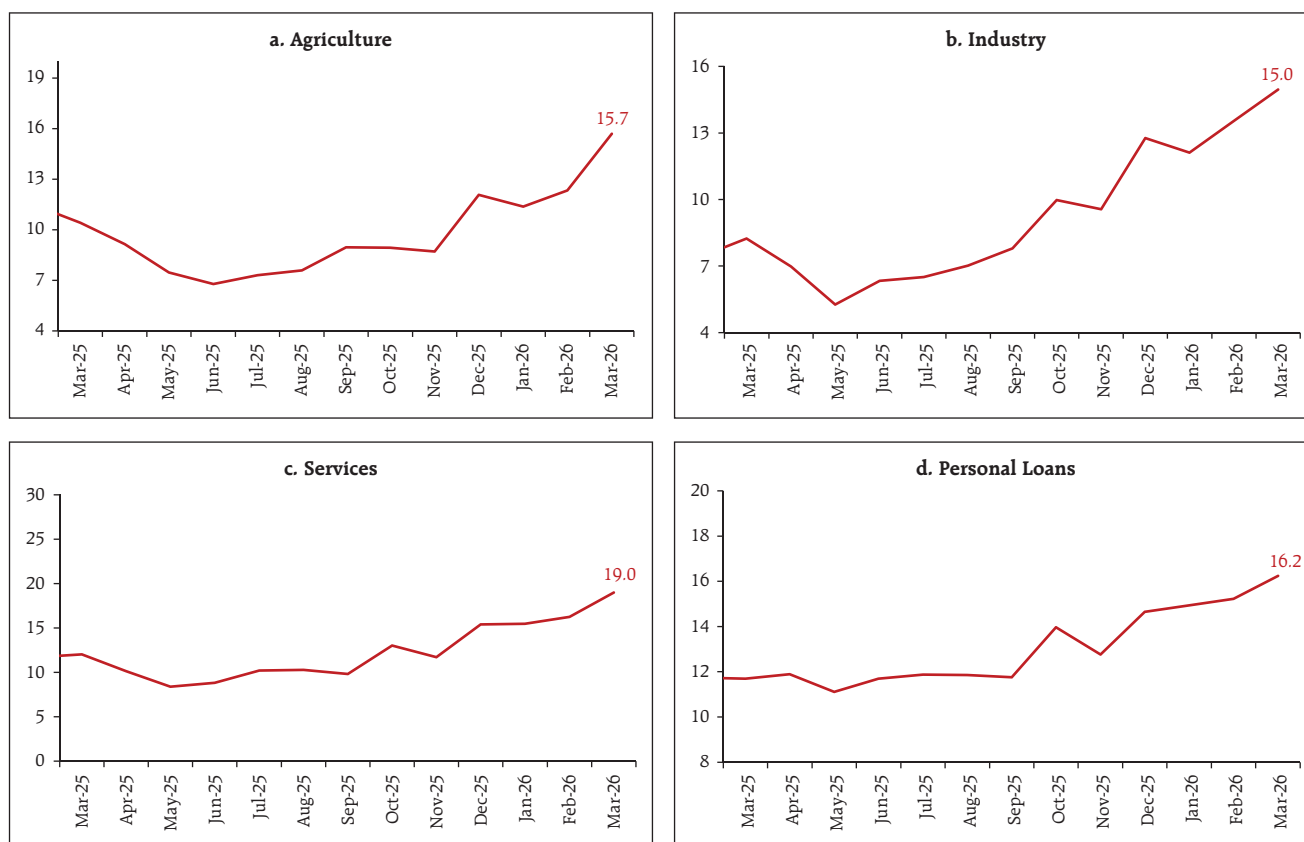 a. Agriculture
19
16
13
10
7
4
15.7
Mar-25
Apr-25
May-25
Jun-25
Jul-25
Aug-25
Sep-25
Oct-25
Nov-25
Dec-25
Jan-26
Feb-26
Mar-26
b. Industry
16
13
10
7
4
15.0
Mar-25
Apr-25
May-25
Jun-25
Jul-25
Aug-25
Sep-25
Oct-25
Nov-25
Dec-25
Jan-26
Feb-26
Mar-26
c. Services
30
25
20
15
10
5
0
19.0
Mar-25
Apr-25
May-25
Jun-25
Jul-25
Aug-25
Sep-25
Oct-25
Nov-25
Dec-25
Jan-26
Feb-26
Mar-26
d. Personal Loans
20
18
16
14
12
10
8
16.2
Mar-25
Apr-25
May-25
Jun-25
Jul-25
Aug-25
Sep-25
Oct-25
Nov-25
Dec-25
Jan-26
Feb-26
Mar-26